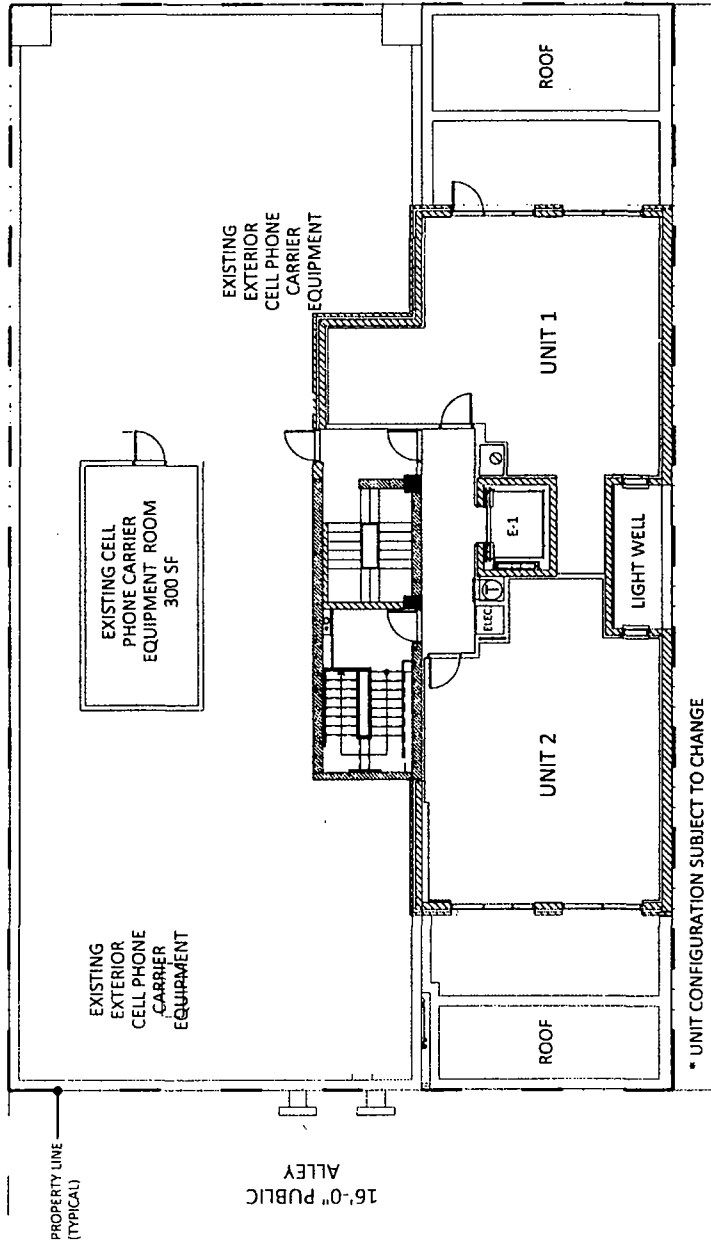 ROOF
EXISTING
EXTERIOR
CELL PHONE
CARRIER
EQUIPMENT
UNIT 1
EXISTING CELL
PHONE CARRIER
EQUIPMENT ROOM
300 SF
E-1
LIGHT WELL
ELEC.
T
UNIT 2
EXISTING
EXTERIOR
CELL PHONE
CARRIER
EQUIPMENT
ROOF
* UNIT CONFIGURATION SUBJECT TO CHANGE
PROPERTY LINE
(TYPICAL)
16'-0" PUBLIC
ALLEY